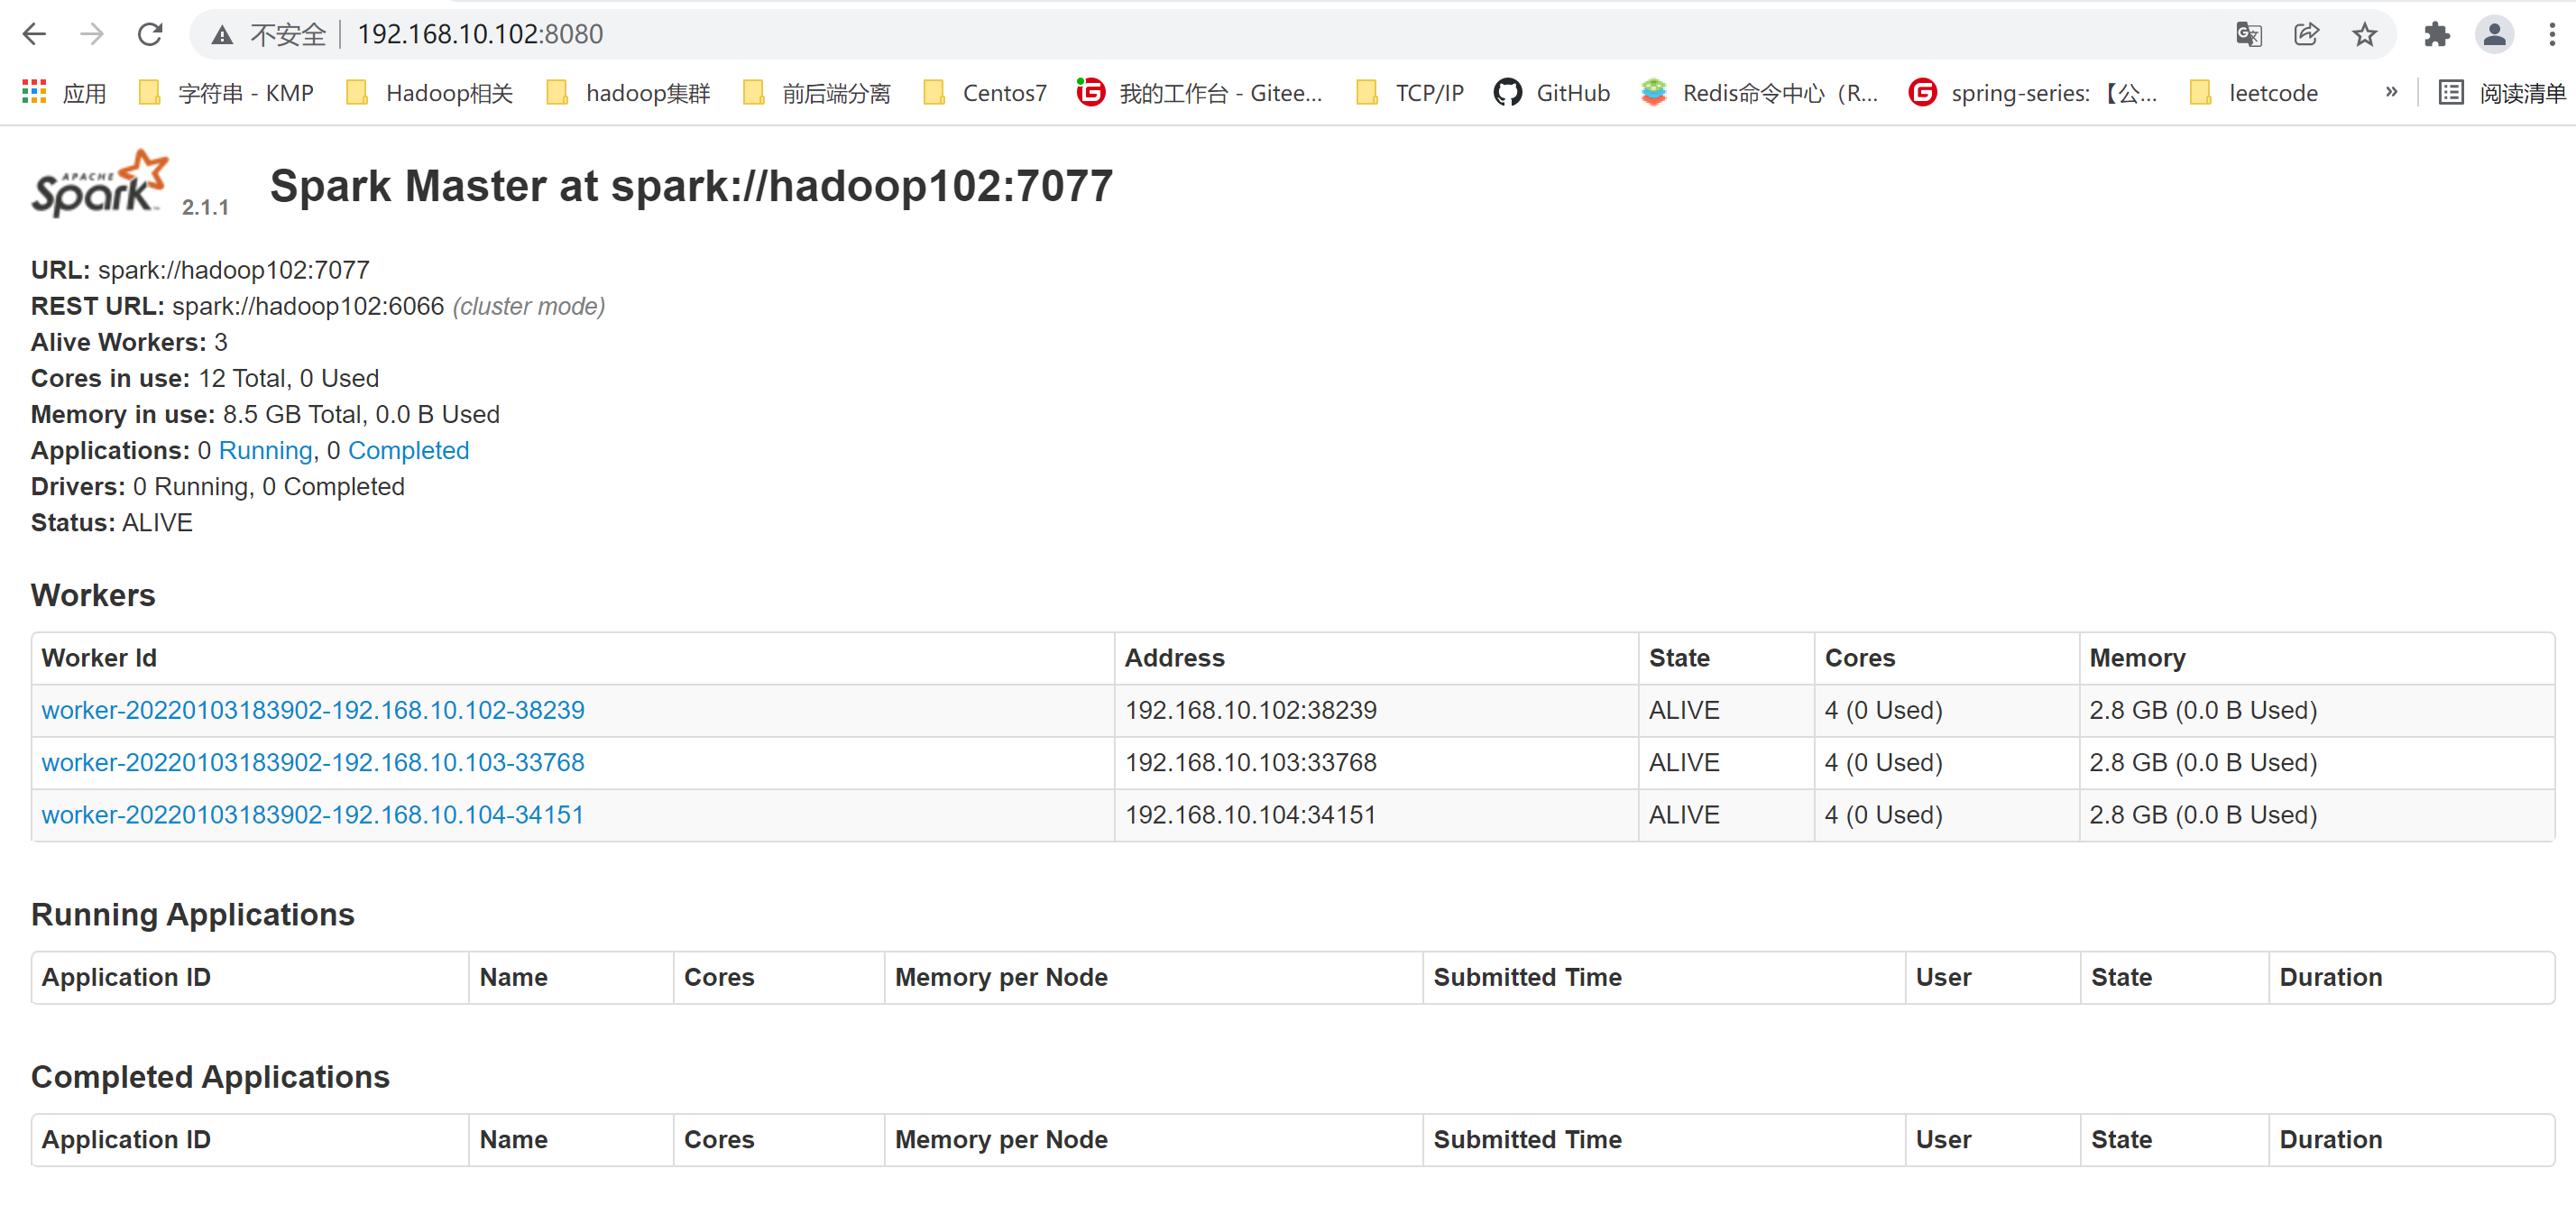 不安全 192.168.10.102:8080
应用 字符串 - KMP Hadoop相关 hadoop集群 前后端分离 Centos7 我的工作台 - Gitee... TCP/IP GitHub Redis命令中心（R... spring-series: 【公... leetcode » 阅读清单
APACHE Spark 2.1.1 Spark Master at spark://hadoop102:7077
URL: spark://hadoop102:7077
REST URL: spark://hadoop102:6066 (cluster mode)
Alive Workers: 3
Cores in use: 12 Total, 0 Used
Memory in use: 8.5 GB Total, 0.0 B Used
Applications: 0 Running, 0 Completed
Drivers: 0 Running, 0 Completed
Status: ALIVE
Workers
Worker Id Address State Cores Memory
worker-20220103183902-192.168.10.102-38239 192.168.10.102:38239 ALIVE 4 (0 Used) 2.8 GB (0.0 B Used)
worker-20220103183902-192.168.10.103-33768 192.168.10.103:33768 ALIVE 4 (0 Used) 2.8 GB (0.0 B Used)
worker-20220103183902-192.168.10.104-34151 192.168.10.104:34151 ALIVE 4 (0 Used) 2.8 GB (0.0 B Used)
Running Applications
Application ID Name Cores Memory per Node Submitted Time User State Duration
Completed Applications
Application ID Name Cores Memory per Node Submitted Time User State Duration